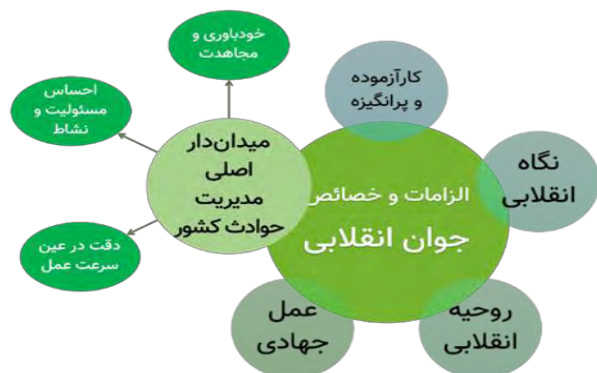 الزامات و خصائص
جوان انقلابی
کارآزموده
و پرانگیزه
نگاه
انقلابی
روحیه
انقلابی
عمل
جهادی
میدان‌دار
اصلی
مدیریت
حوادث کشور
خودباوری و
مجاهدت
احساس
مسئولیت و
نشاط
دقت در عین
سرعت عمل